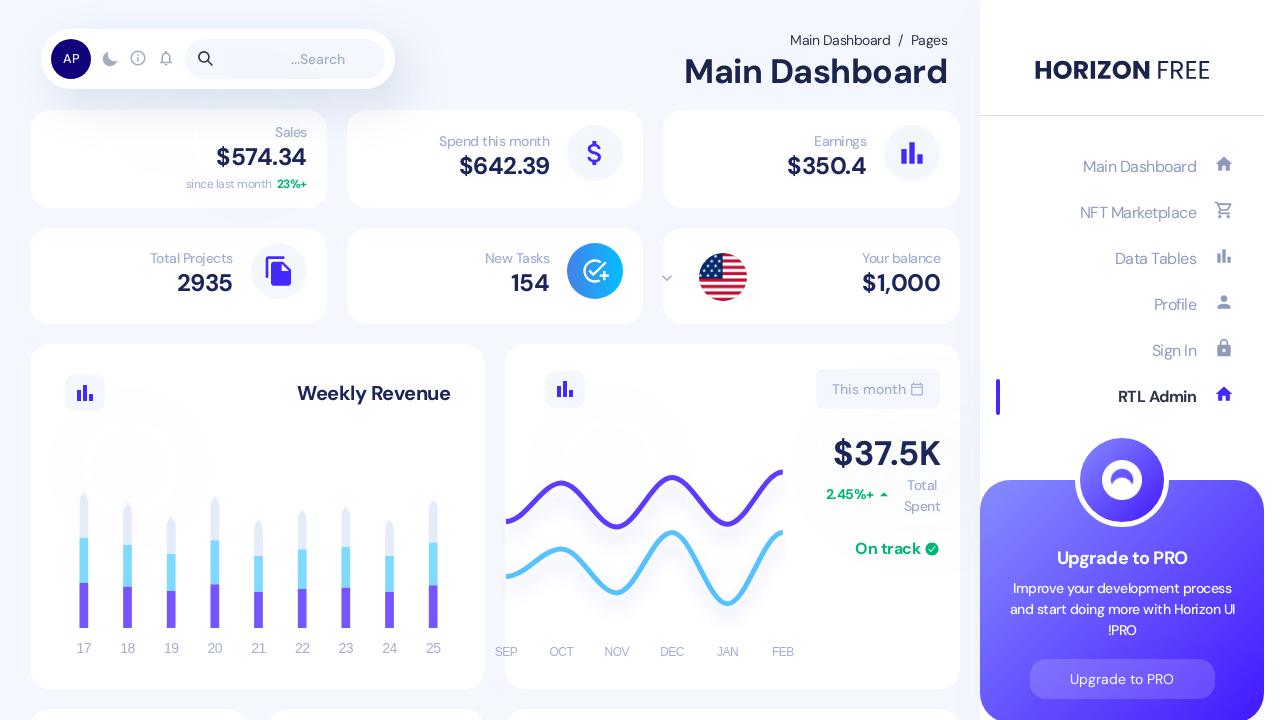 HORIZON FREE
Main Dashboard
NFT Marketplace
Data Tables
Profile
Sign In
RTL Admin
Upgrade to PRO
Improve your development process
and start doing more with Horizon UI
!PRO
Upgrade to PRO
Main Dashboard / Pages
Main Dashboard
...Search
AP
Earnings
$350.4
Spend this month
$642.39
Sales
$574.34
since last month 23%+
Your balance
$1,000
New Tasks
154
Total Projects
2935
This month
$37.5K
2.45%+
Total
Spent
On track
SEP OCT NOV DEC JAN FEB
Weekly Revenue
17 18 19 20 21 22 23 24 25